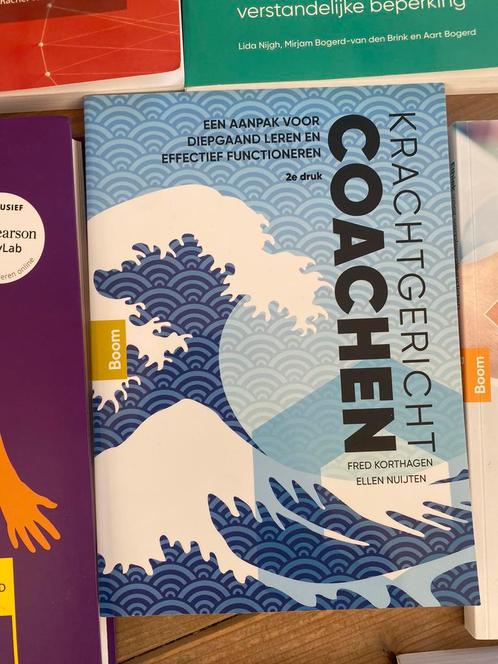 verstandelijke beperking
Lida Nijgh, Mirjam Bogerd-van den Brink en Aart Bogerd
EEN AANPAK VOOR
DIEPGAAND LEREN EN
EFFECTIEF FUNCTIONEREN
2e druk
KRACHTGERICHT
COACHEN
FRED KORTHAGEN
ELLEN NUIJTEN
Boom
Boom